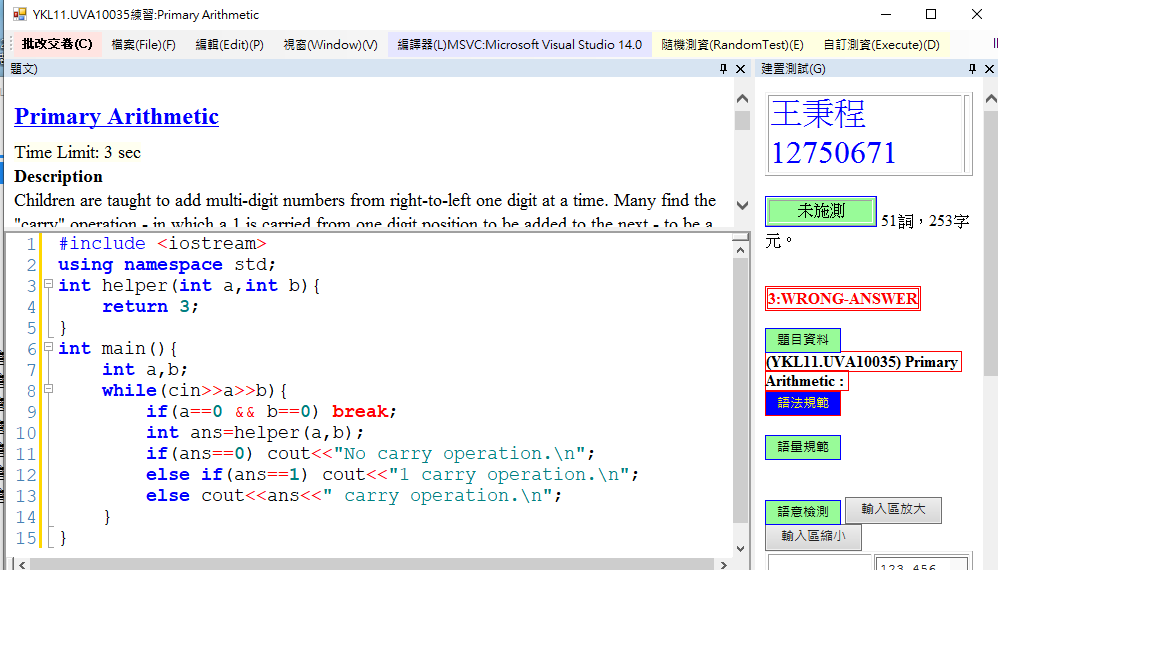 YKL11.UVA10035練習:Primary Arithmetic
批改交卷(C) 檔案(File)(F) 編輯(Edit)(P) 視窗(Window)(V) 編譯器(L)MSVC:Microsoft Visual Studio 14.0 隨機測資(RandomTest)(E) 自訂測資(Execute)(D)
題文)
Primary Arithmetic
Time Limit: 3 sec
Description
Children are taught to add multi-digit numbers from right-to-left one digit at a time. Many find the
"carry" operation - in which a 1 is carried from one digit position to be added to the next - to be a
1 #include <iostream>
2 using namespace std;
3 int helper(int a,int b){
4 return 3;
5 }
6 int main(){
7 int a,b;
8 while(cin>>a>>b){
9 if(a==0 && b==0) break;
10 int ans=helper(a,b);
11 if(ans==0) cout<<"No carry operation.\n";
12 else if(ans==1) cout<<"1 carry operation.\n";
13 else cout<<ans<<" carry operation.\n";
14 }
15 }
建置測試(G)
王秉程
12750671
未施測 51詞，253字
元。
3:WRONG-ANSWER
題目資料
(YKL11.UVA10035) Primary
Arithmetic :
語法規範
語量規範
語意檢測 輸入區放大
輸入區縮小
123 456